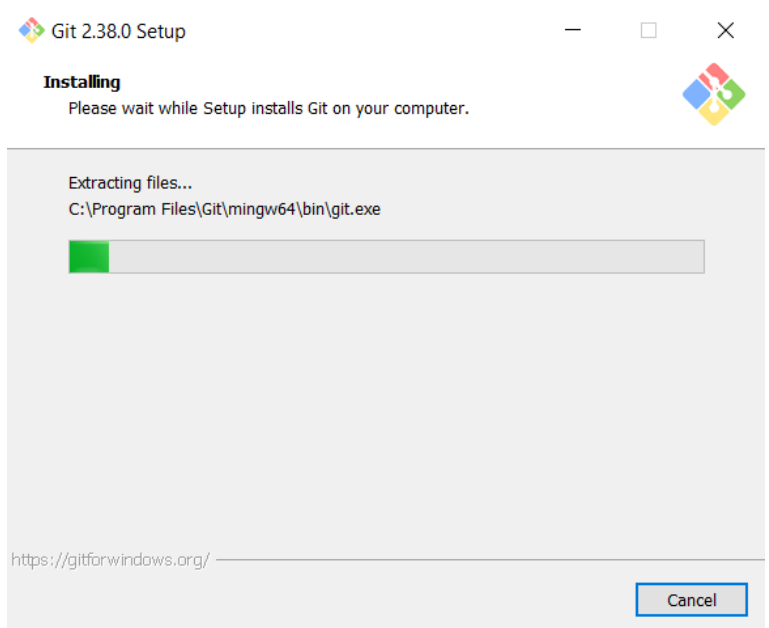 Git 2.38.0 Setup
Installing
Please wait while Setup installs Git on your computer.
Extracting files...
C:\Program Files\Git\mingw64\bin\git.exe
https://gitforwindows.org/
Cancel